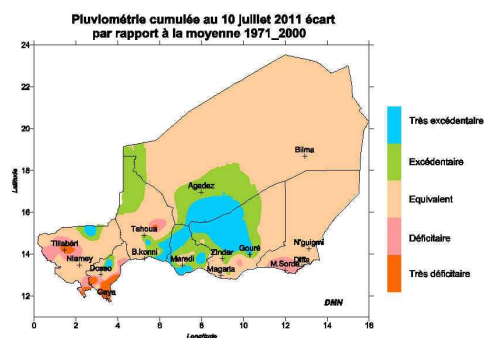 Pluviométrie cumulée au 10 juillet 2011 écart
par rapport à la moyenne 1971_2000
24
22
20
18
16
14
12
Latitude
Bilma
Agadez
Tahoua
Tillabéri
Niamey
Dosso
B.konni
Maradi
Zinder
Gouré
N'guigmi
Magaria
M.Soroa
Diffa
Gaya
DMN
0 2 4 6 8 10 12 14 16
Longitude
Très excédentaire
Excédentaire
Equivalent
Déficitaire
Très déficitaire